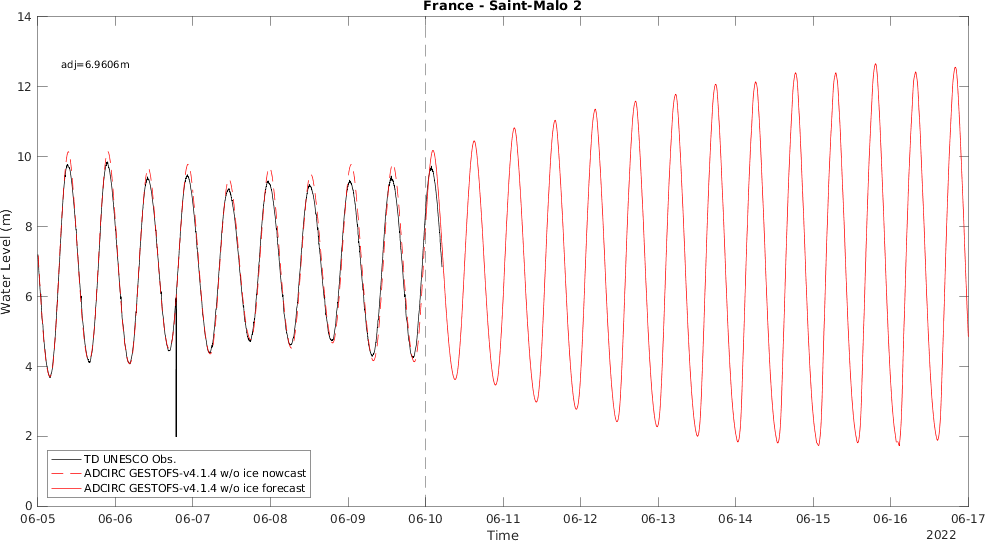 France - Saint-Malo 2
14
12
10
8
6
4
2
0
Water Level (m)
adj=6.9606m
TD UNESCO Obs.
ADCIRC GESTOFS-v4.1.4 w/o ice nowcast
ADCIRC GESTOFS-v4.1.4 w/o ice forecast
06-05 06-06 06-07 06-08 06-09 06-10 06-11 06-12 06-13 06-14 06-15 06-16 06-17
Time
2022